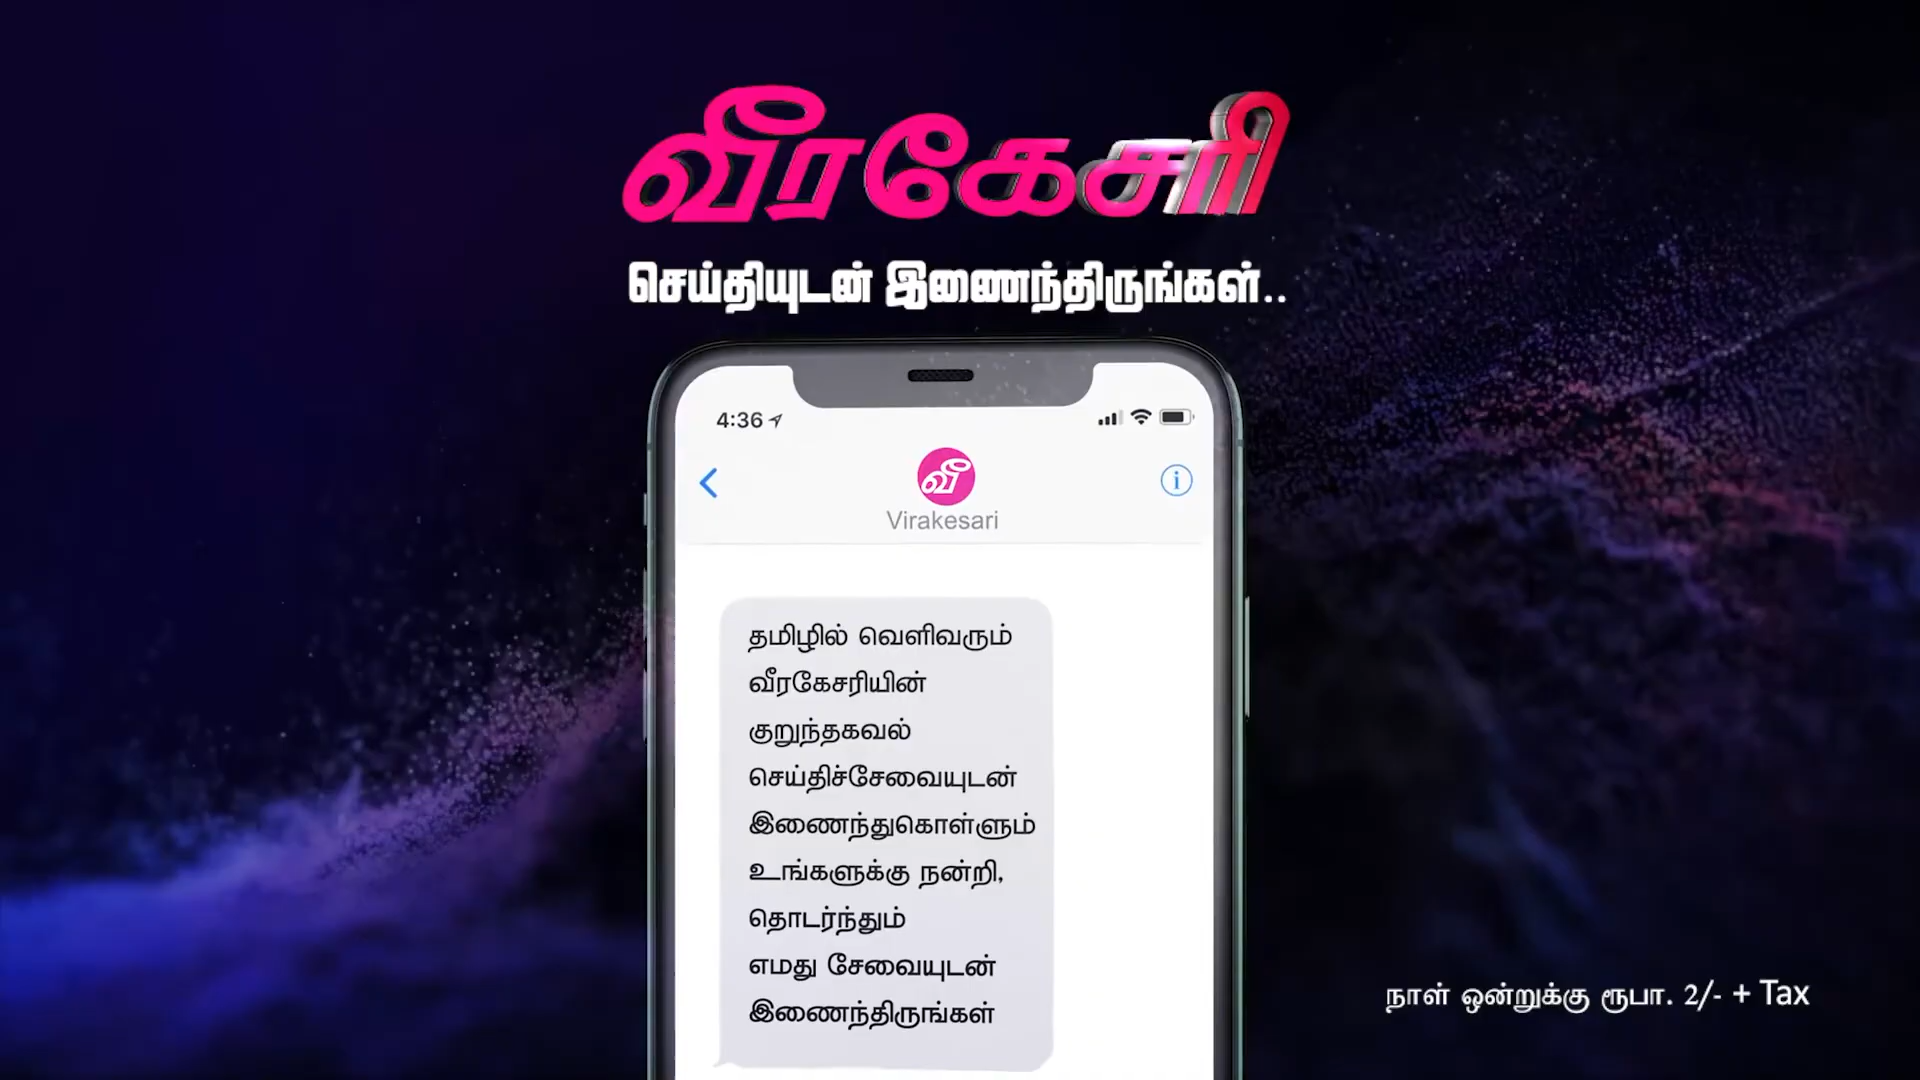 வீரகேசரி
செய்தியுடன் இணைந்திருங்கள்..
4:36
வீ
Virakesari
தமிழில் வெளிவரும்
வீரகேசரியின்
குறுந்தகவல்
செய்திச்சேவையுடன்
இணைந்துகொள்ளும்
உங்களுக்கு நன்றி,
தொடர்ந்தும்
எமது சேவையுடன்
இணைந்திருங்கள்
நாள் ஒன்றுக்கு ரூபா. 2/- + Tax